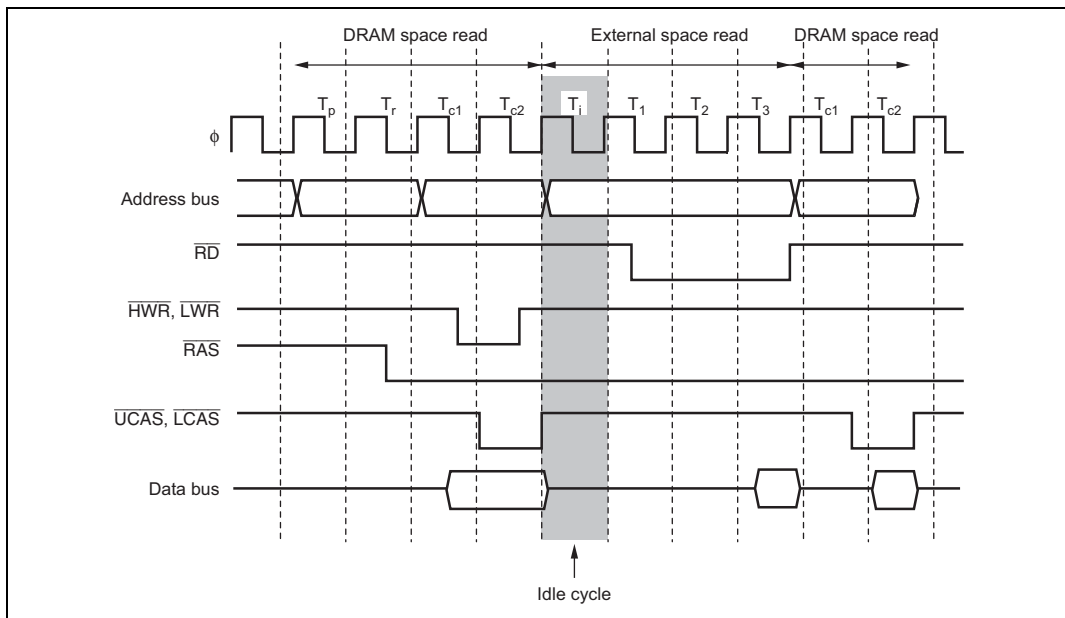 DRAM space read External space read DRAM space read
Tp Tr Tc1 Tc2 Ti T1 T2 T3 Tc1 Tc2
ϕ
Address bus
RD
HWR, LWR
RAS
UCAS, LCAS
Data bus
Idle cycle